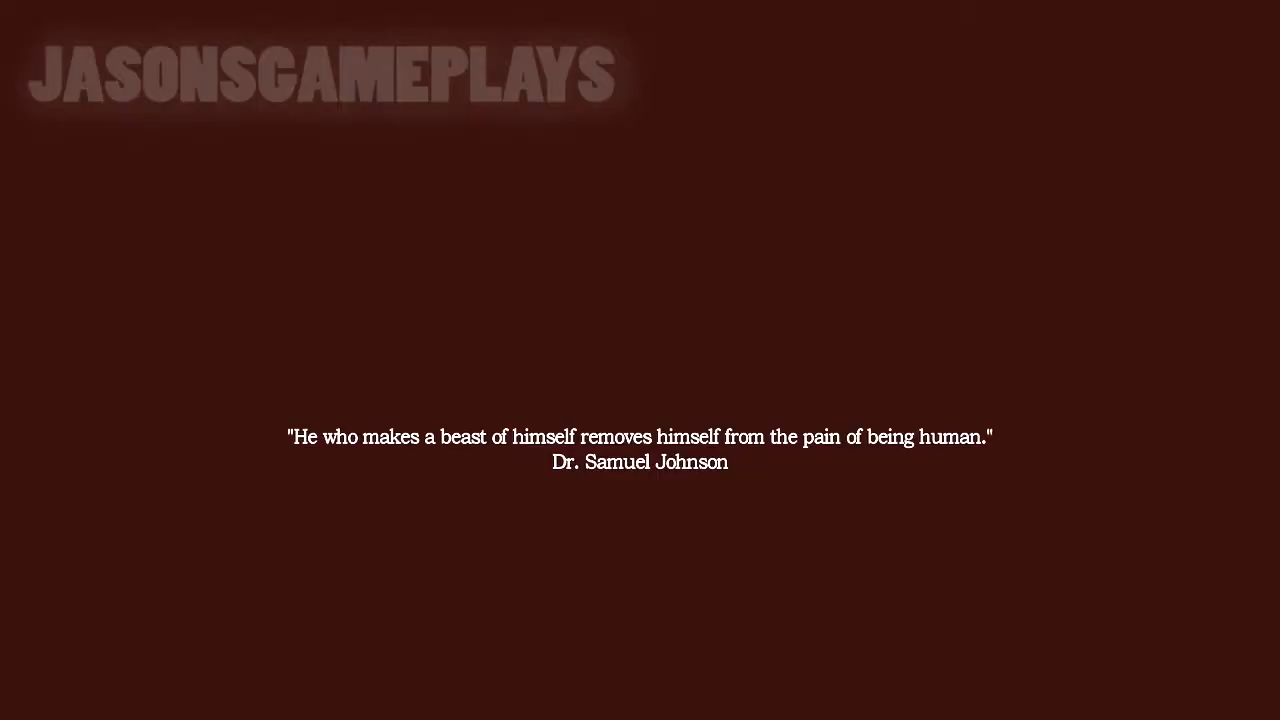 JASONSGAMEPLAYS
"He who makes a beast of himself removes himself from the pain of being human."
Dr. Samuel Johnson